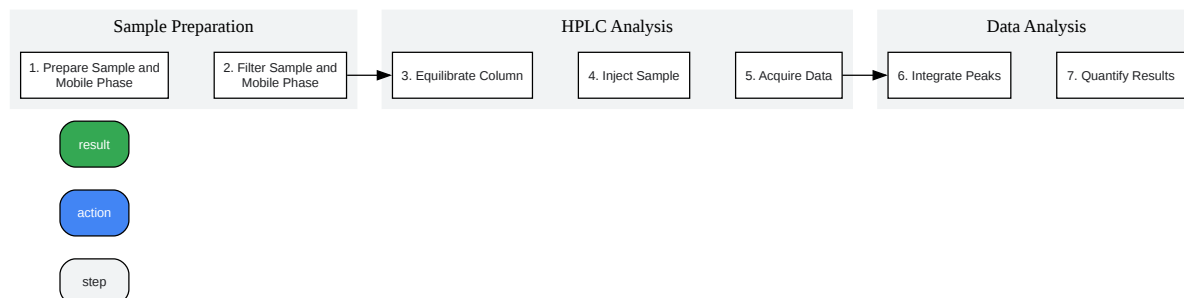 Sample Preparation
1. Prepare Sample and
Mobile Phase
2. Filter Sample and
Mobile Phase
HPLC Analysis
3. Equilibrate Column
4. Inject Sample
5. Acquire Data
Data Analysis
6. Integrate Peaks
7. Quantify Results
result
action
step